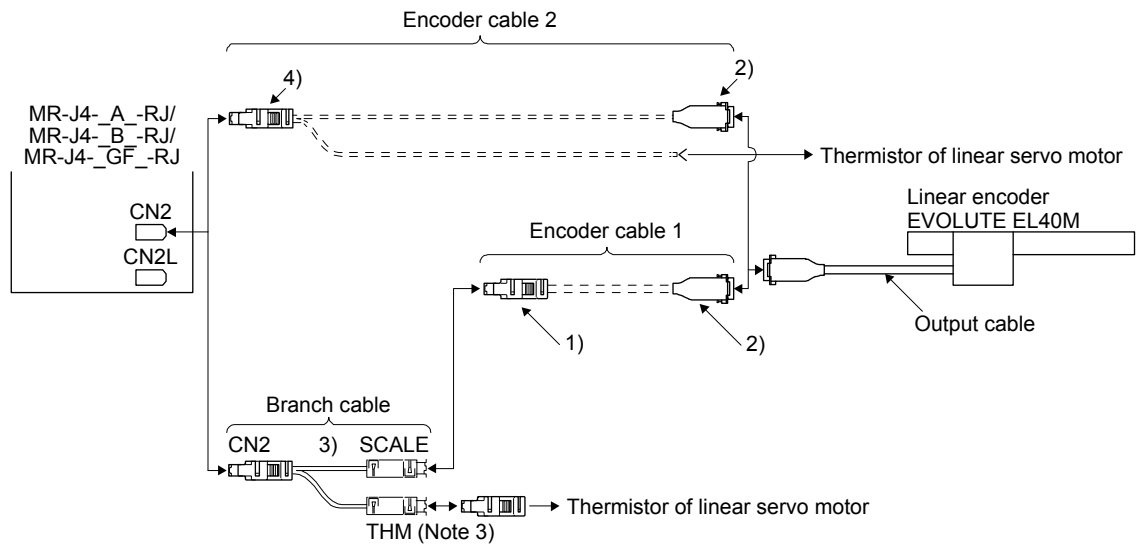 Encoder cable 2
4)
2)
MR-J4-_A_-RJ/
MR-J4-_B_-RJ/
MR-J4-_GF_-RJ
Thermistor of linear servo motor
CN2
CN2L
Linear encoder
EVOLUTE EL40M
Encoder cable 1
Output cable
1)
2)
Branch cable
CN2 3) SCALE
Thermistor of linear servo motor
THM (Note 3)